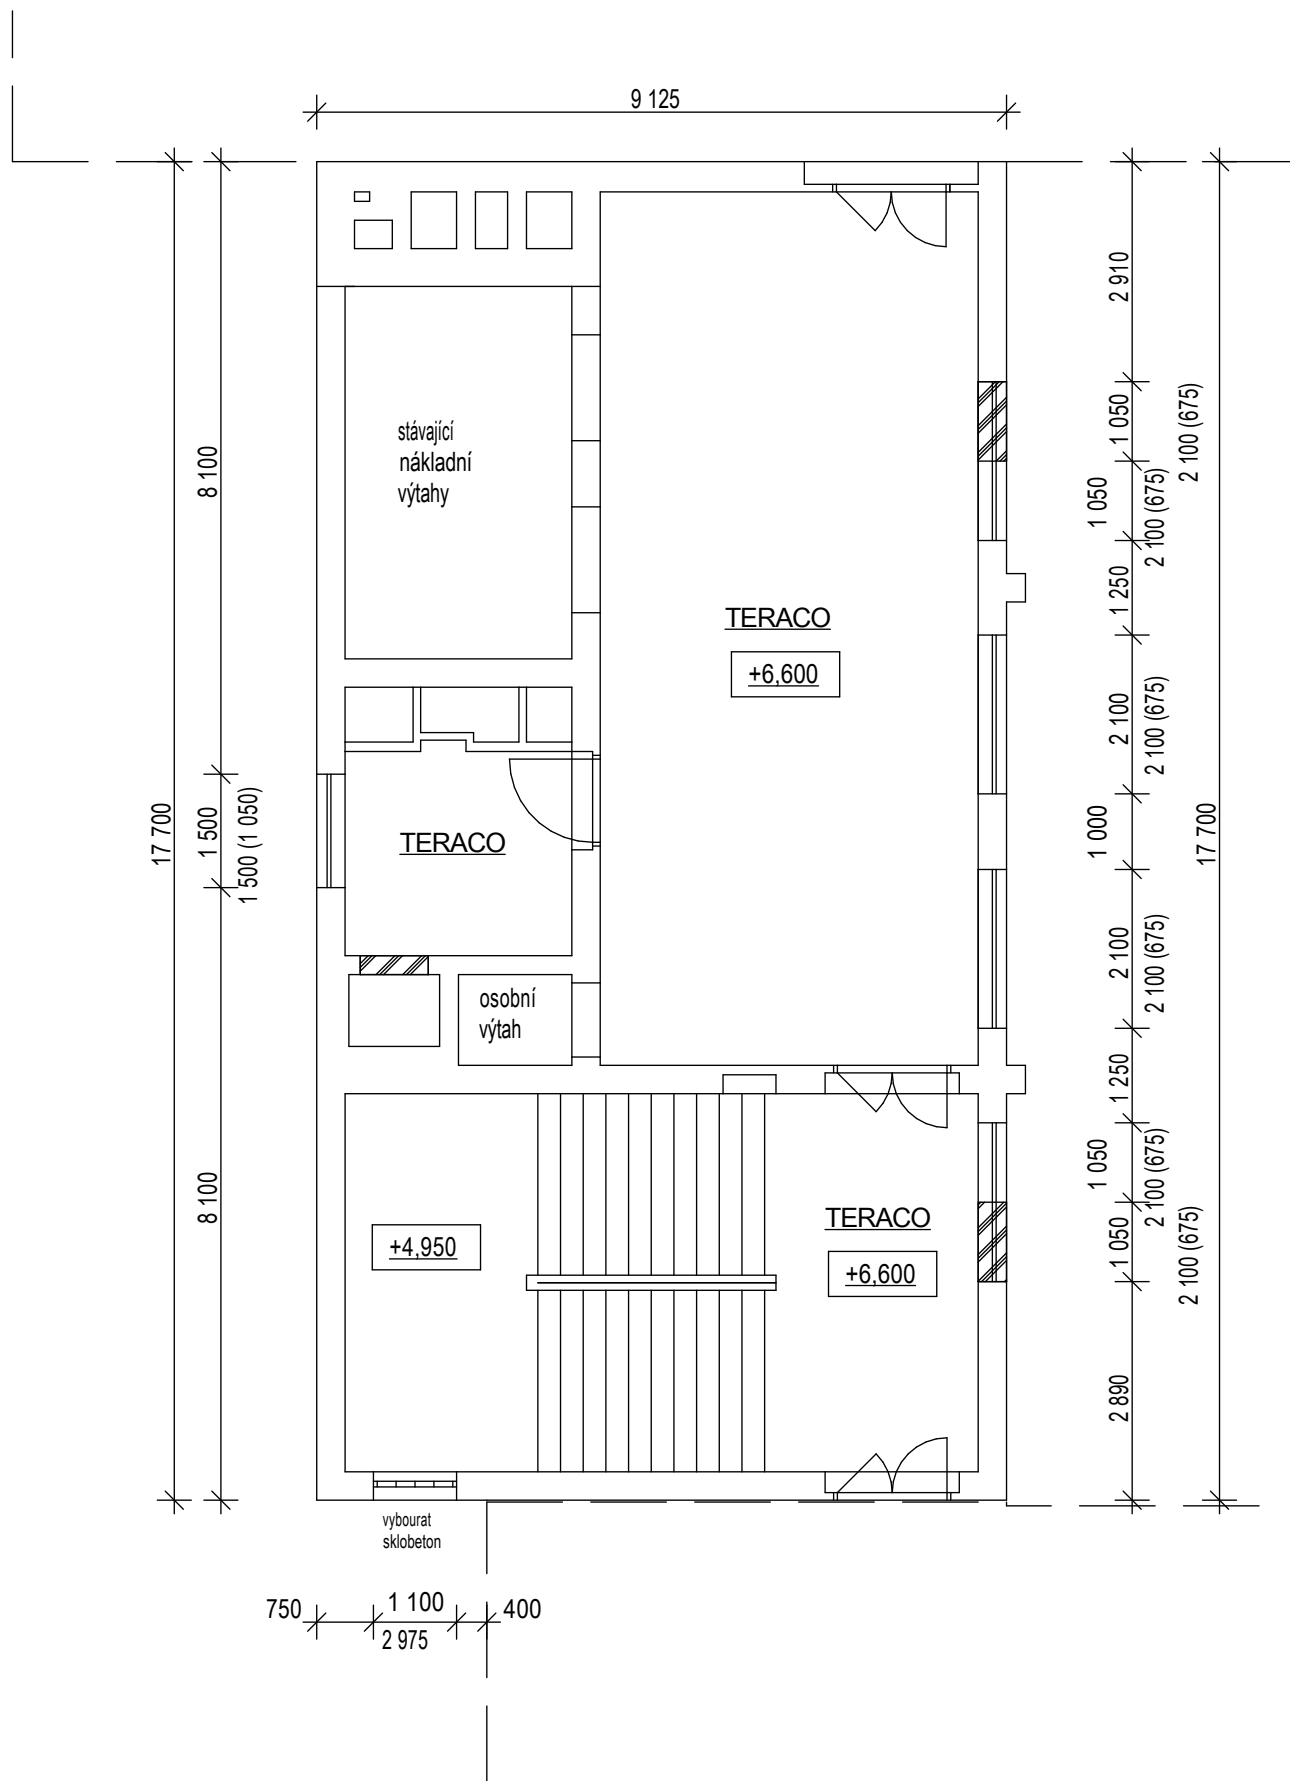 9 125
2 910
1 050
2 100 (675)
8 100
stávající
nákladní
výtahy
1 050
2 100 (675)
1 250
TERACO
+6,600
2 100
2 100 (675)
17 700
1 500
1 500 (1 050)
TERACO
1 000
17 700
2 100
2 100 (675)
osobní
výtah
1 250
1 050
2 100 (675)
8 100
TERACO
+4,950
+6,600
1 050
2 100 (675)
2 890
vybourat
sklobeton
750
1 100
400
2 975